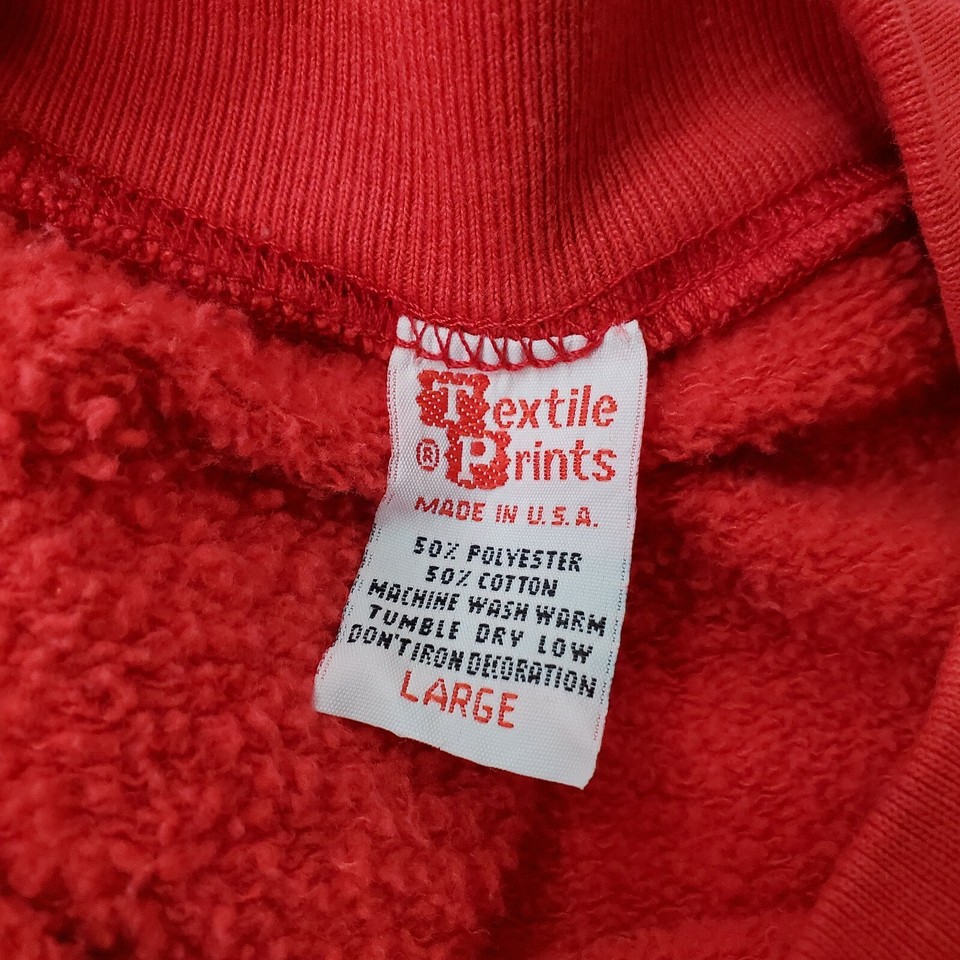 Textile
® Prints
MADE IN U.S.A.
50% POLYESTER
50% COTTON
MACHINE WASH WARM
TUMBLE DRY LOW
DON'T IRON DECORATION
LARGE